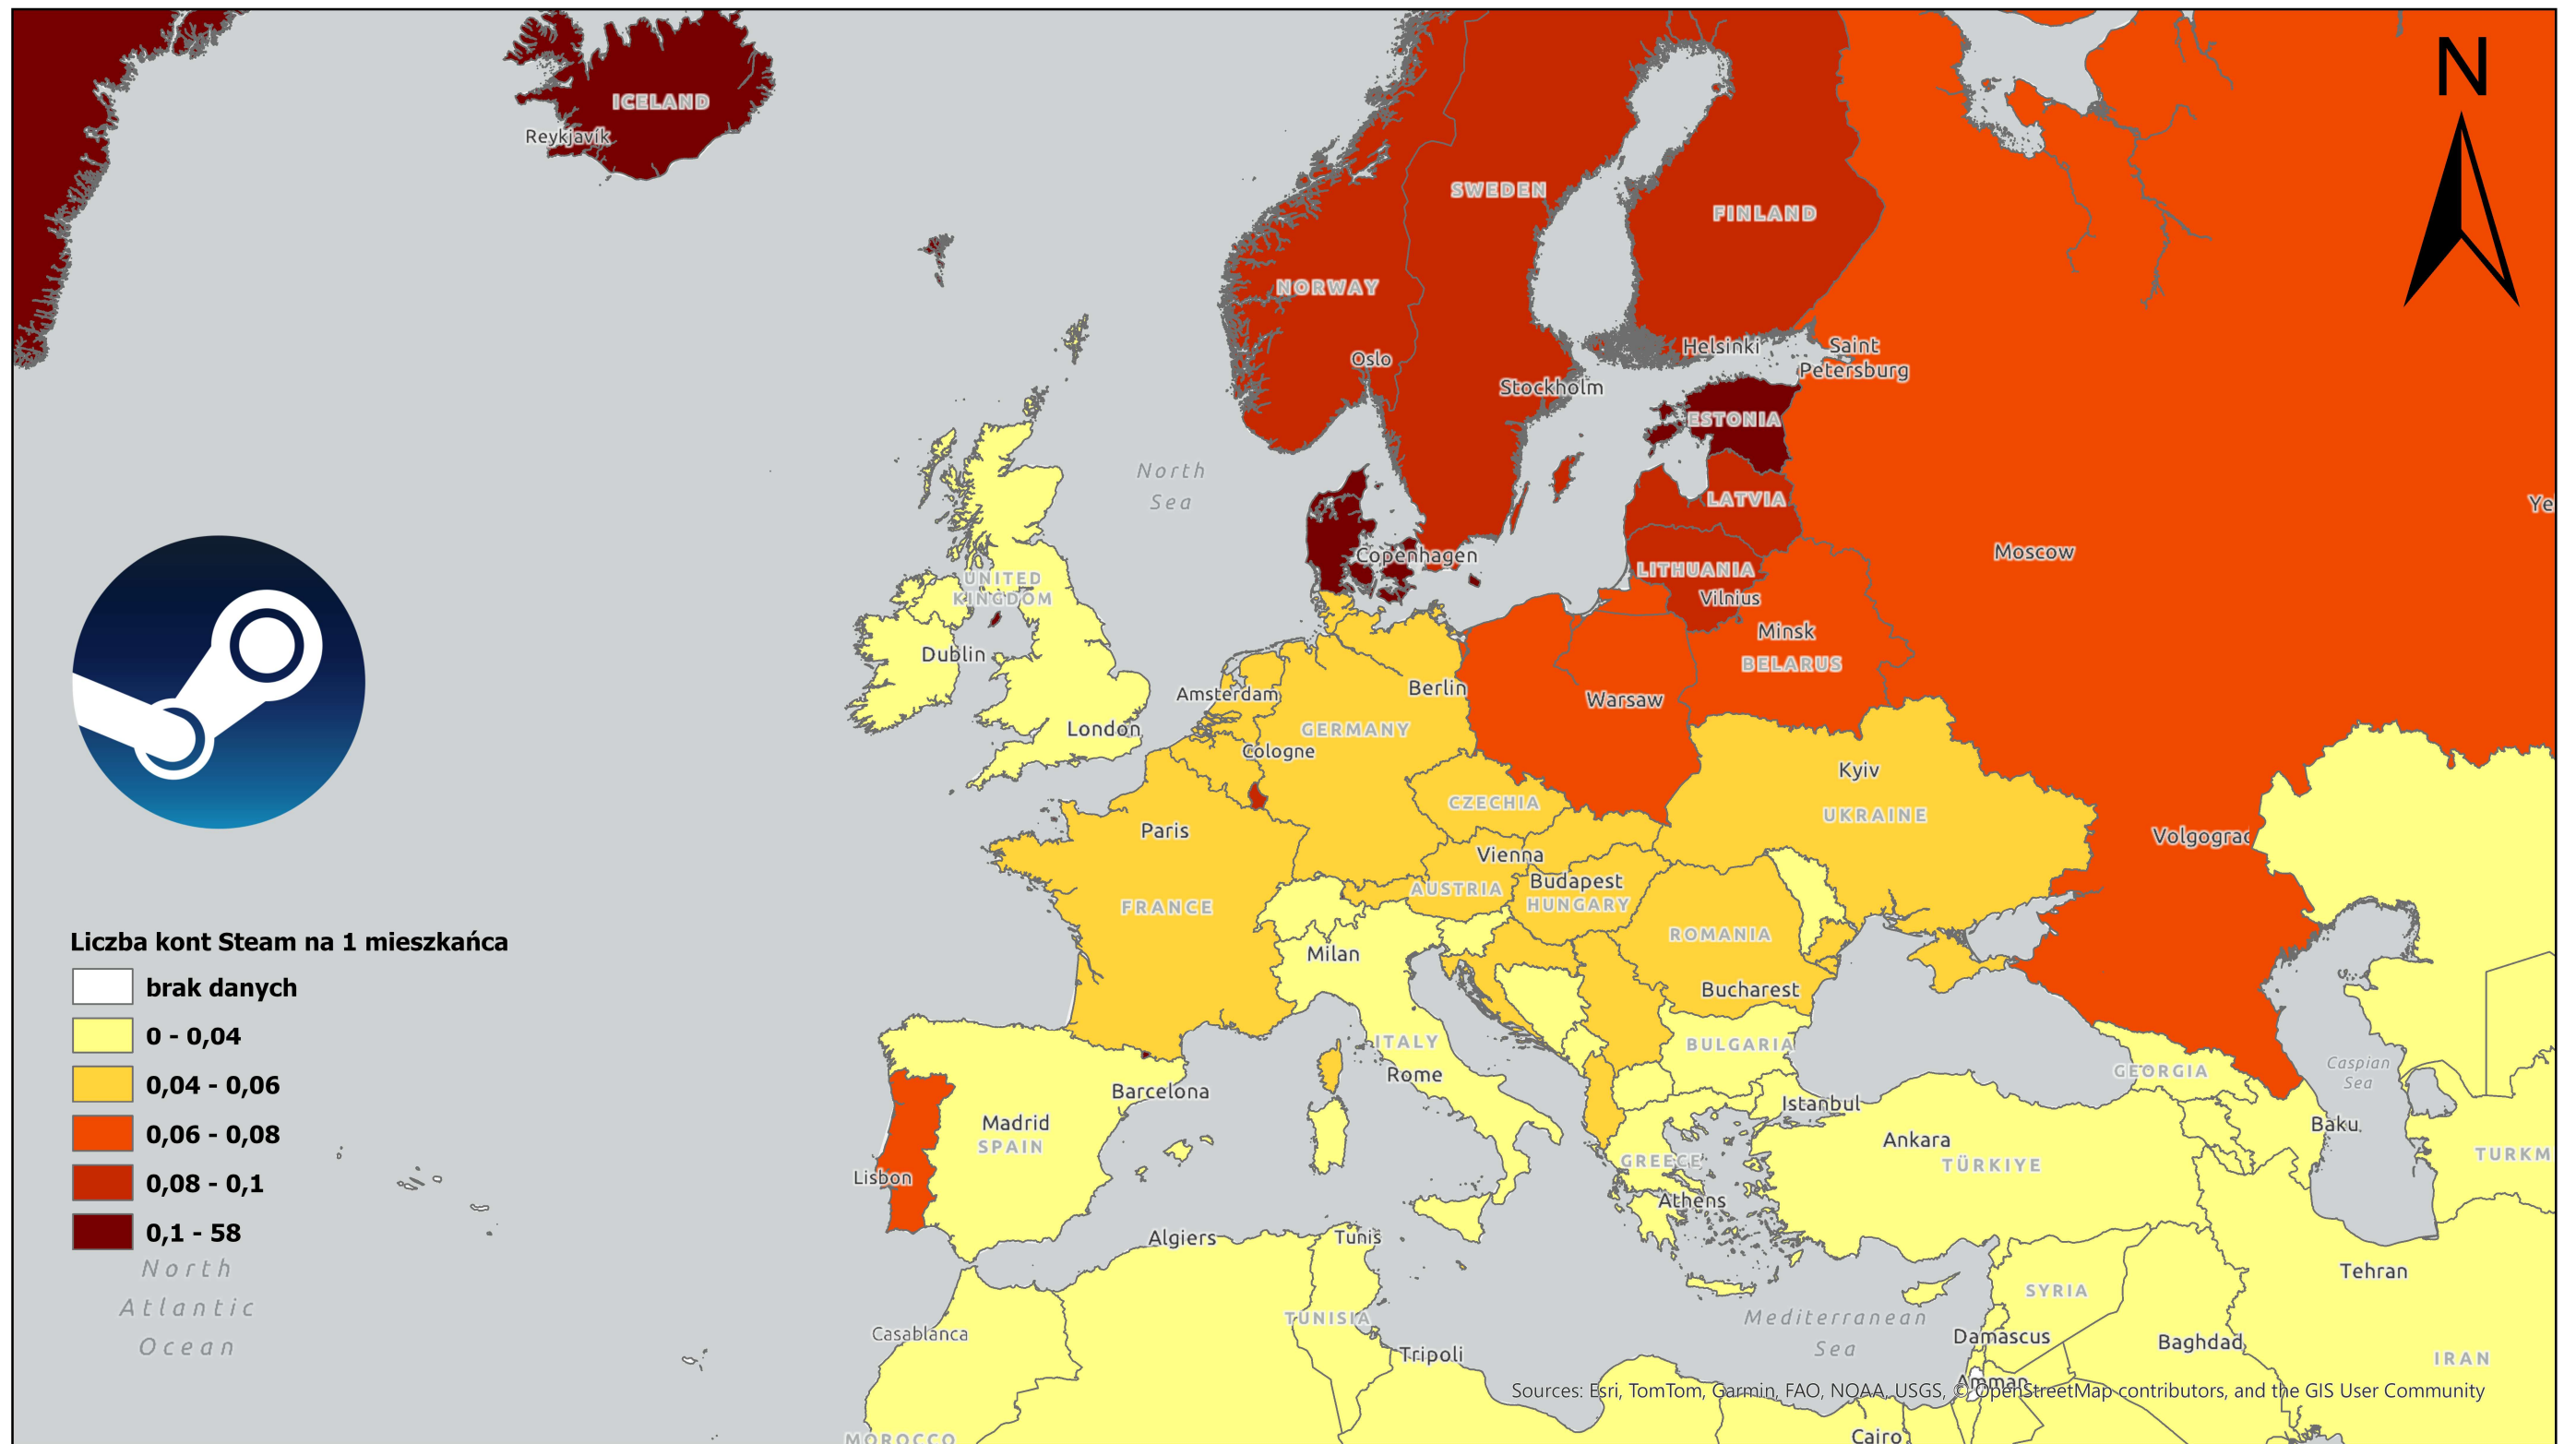 N
ICELAND
Reykjavík
SWEDEN
FINLAND
NORWAY
Oslo
Helsinki
Saint
Petersburg
Stockholm
ESTONIA
North
Sea
LATVIA
Ye
Moscow
Copenhagen
LITHUANIA
Vilnius
UNITED
KINGDOM
Minsk
BELARUS
Dublin
Amsterdam
Berlin
Warsaw
London
GERMANY
Cologne
Kyiv
CZECHIA
UKRAINE
Paris
Volgograd
Vienna
Budapest
AUSTRIA
HUNGARY
FRANCE
ROMANIA
Milan
Bucharest
Liczba kont Steam na 1 mieszkańca
brak danych
0 - 0,04
0,04 - 0,06
0,06 - 0,08
0,08 - 0,1
0,1 - 58
ITALY
BULGARIA
Rome
GEORGIA
Caspian
Sea
Barcelona
Istanbul
Madrid
SPAIN
Baku
Ankara
TÜRKIYE
TURKM
GREECE
Lisbon
Athens
Algiers
Tunis
North
Atlantic
Ocean
Tehran
SYRIA
TUNISIA
Mediterranean
Sea
Casablanca
Damascus
Baghdad
Tripoli
IRAN
Amman
Sources: Esri, TomTom, Garmin, FAO, NOAA, USGS, © OpenStreetMap contributors, and the GIS User Community
MOROCCO
Cairo